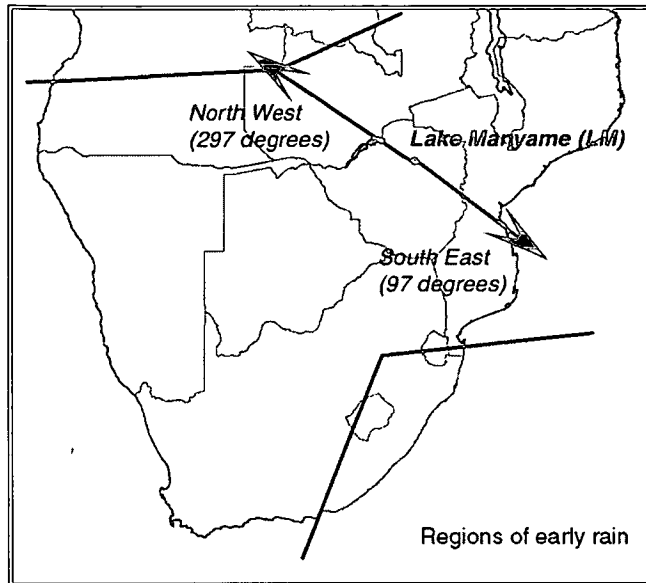 North West
(297 degrees)
Lake Manyame (LM)
South East
(97 degrees)
Regions of early rain